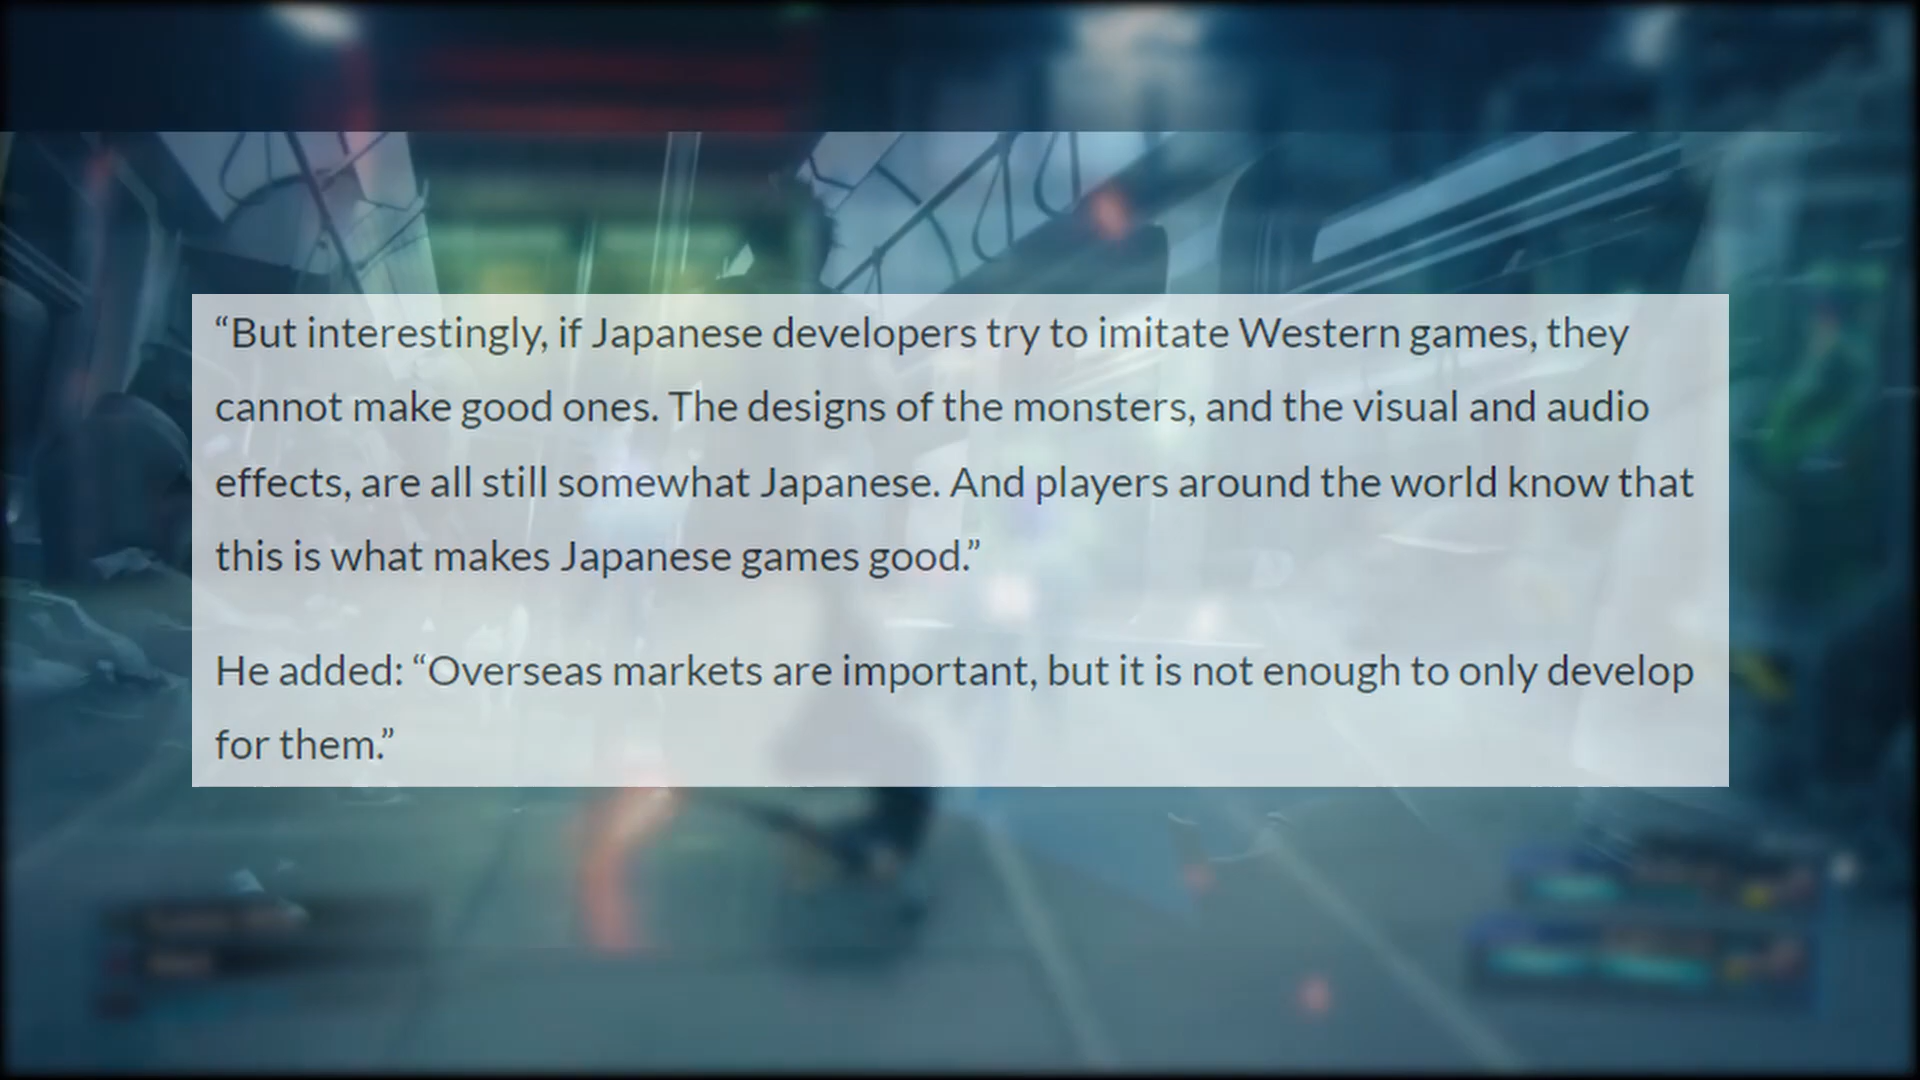 “But interestingly, if Japanese developers try to imitate Western games, they
cannot make good ones. The designs of the monsters, and the visual and audio
effects, are all still somewhat Japanese. And players around the world know that
this is what makes Japanese games good.”
He added: “Overseas markets are important, but it is not enough to only develop
for them.”